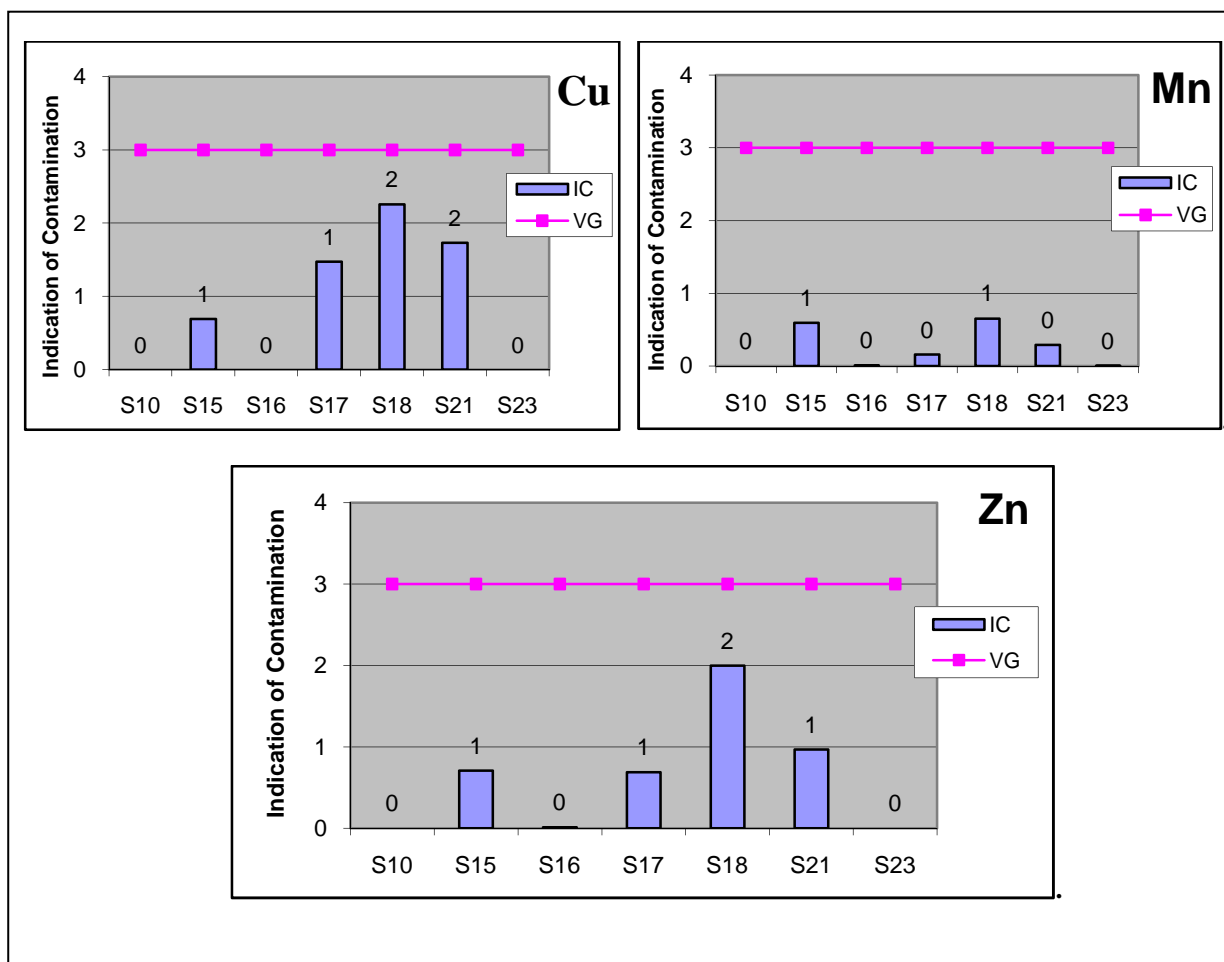 Cu
Indication of Contamination
4
3
2
1
0
0
1
0
1
2
2
0
S10 S15 S16 S17 S18 S21 S23
IC
VG
Mn
Indication of Contamination
4
3
2
1
0
0
1
0
0
1
0
0
S10 S15 S16 S17 S18 S21 S23
IC
VG
.
Zn
Indication of Contamination
4
3
2
1
0
0
1
0
1
2
1
0
S10 S15 S16 S17 S18 S21 S23
IC
VG
.